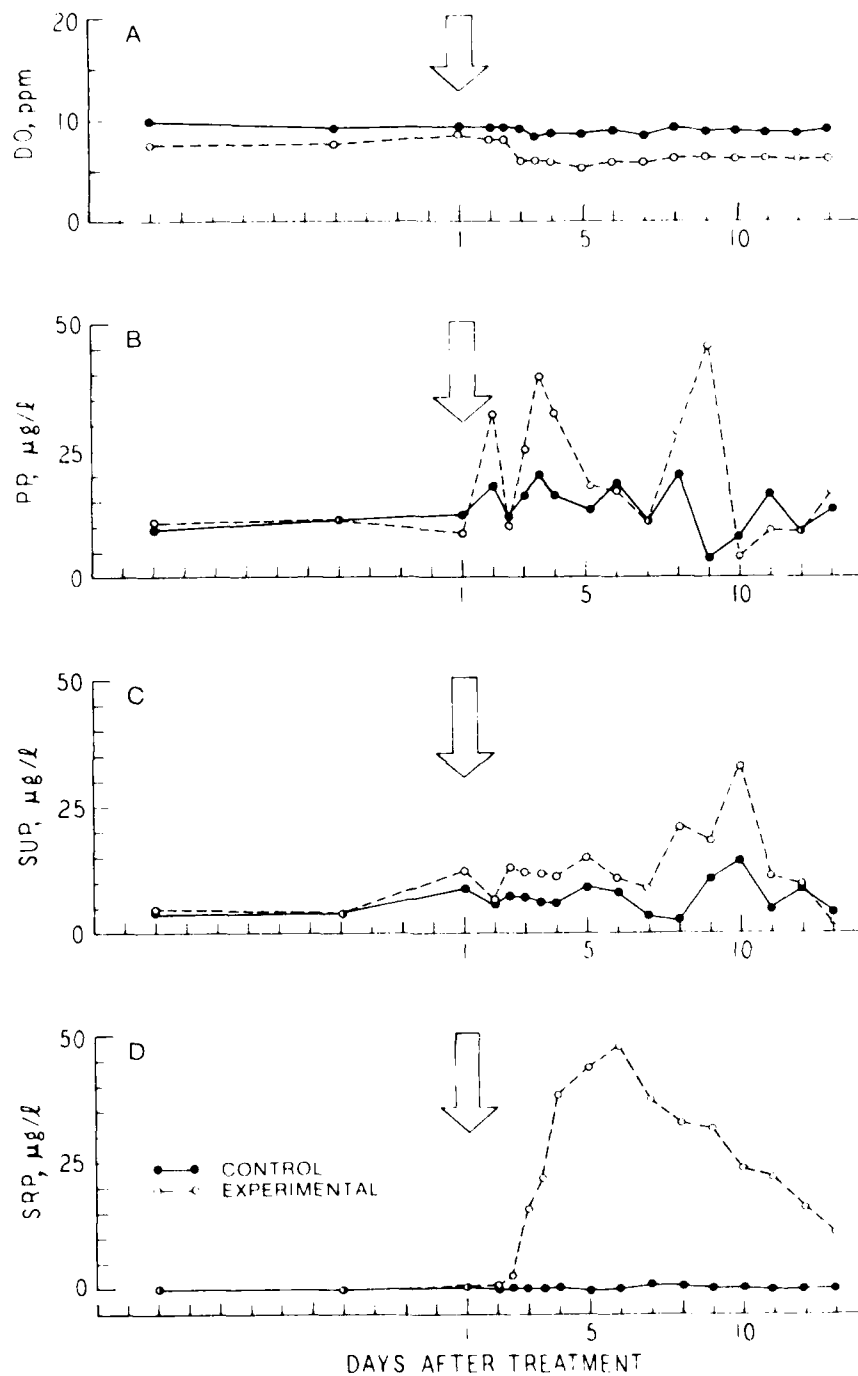 A
20
10
0
DO, ppm
1 5 10
B
50
25
0
PP, µg/ℓ
1 5 10
C
50
25
0
SUP, µg/ℓ
1 5 10
D
50
25
0
SRP, µg/ℓ
CONTROL
EXPERIMENTAL
1 5 10
DAYS AFTER TREATMENT